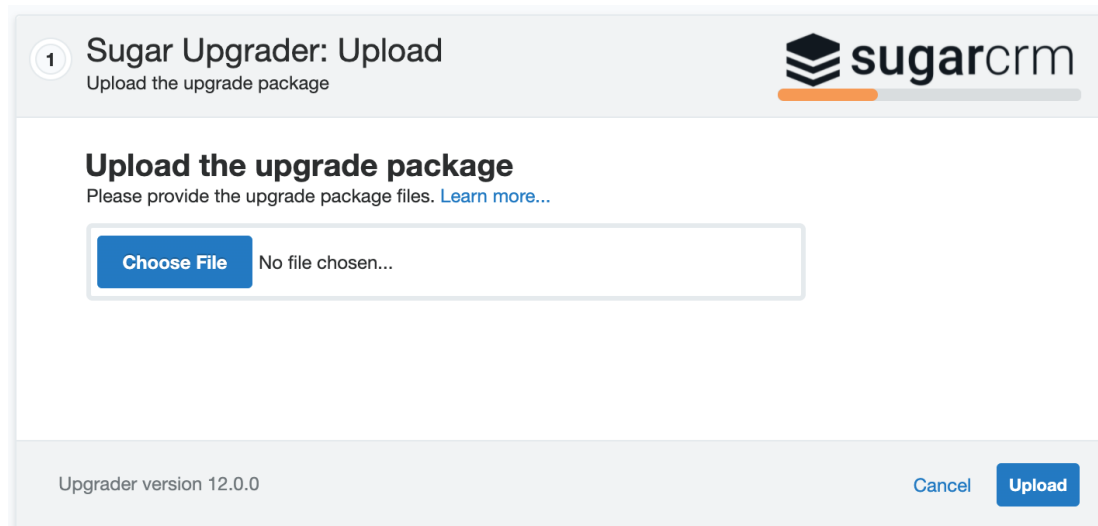 1
Sugar Upgrader: Upload
Upload the upgrade package
sugarcrm
Upload the upgrade package
Please provide the upgrade package files. Learn more...
Choose File No file chosen...
Upgrader version 12.0.0
Cancel Upload